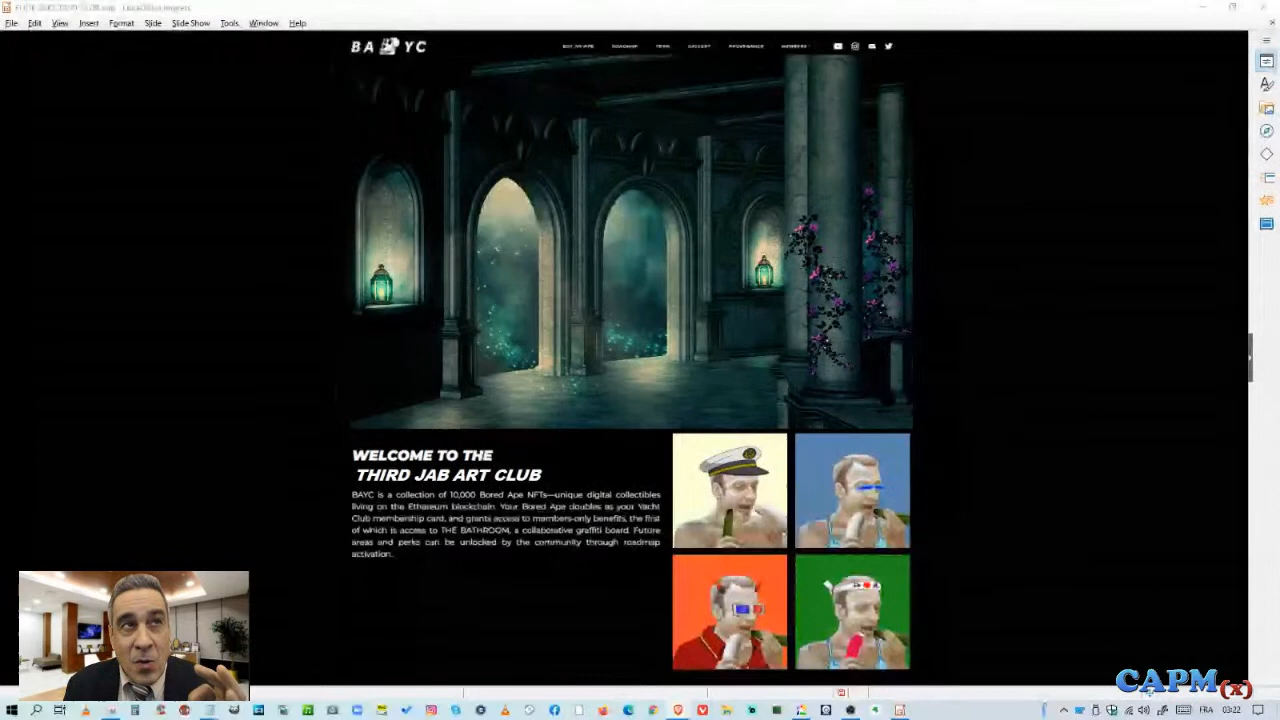 File Edit View Insert Format Slide Slide Show Tools Window Help
BA YC
WELCOME TO THE
THIRD JAB ART CLUB
BAYC is a collection of 10,000 Bored Ape NFTs—unique digital collectibles
living on the Ethereum blockchain. Your Bored Ape doubles as your Yacht
Club membership card, and grants access to members-only benefits, the first
of which is access to THE BATHROOM, a collaborative graffiti board. Future
areas and perks can be unlocked by the community through roadmap
activation.
CAPM(x)
FR 03:22